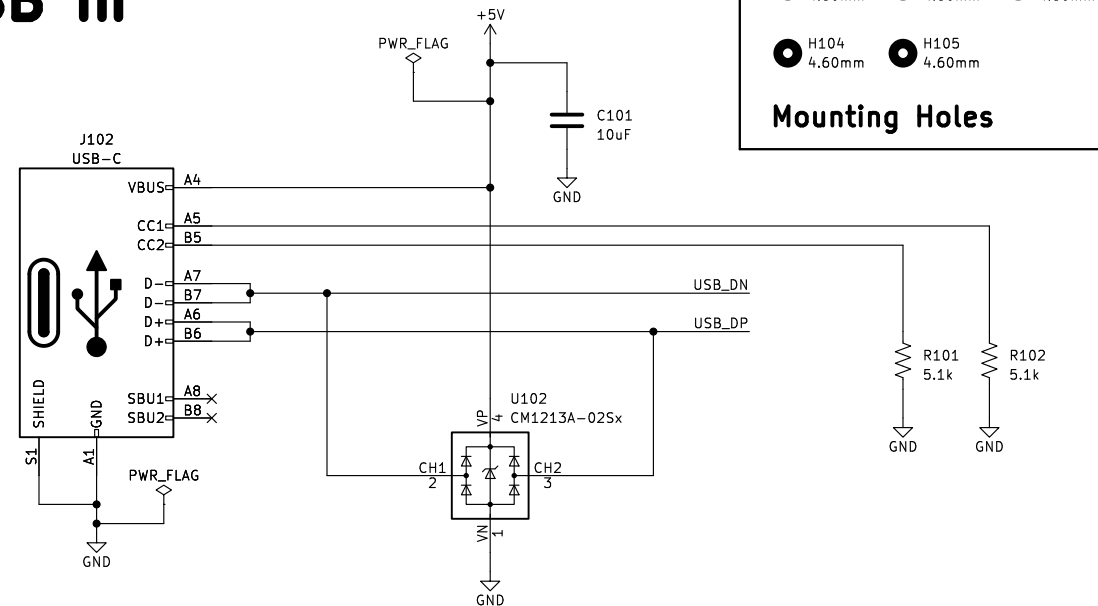 +5V
PWR_FLAG
H104
4.60mm
H105
4.60mm
Mounting Holes
C101
10uF
GND
J102
USB-C
VBUS A4
CC1 A5
CC2 B5
D- A7
D- B7
D+ A6
D+ B6
SBU1 A8
SBU2 B8
SHIELD
GND
S1
A1
USB_DN
USB_DP
R101
5.1k
R102
5.1k
GND
GND
U102
CM1213A-02Sx
VP
4
CH1
2
CH2
3
VN
1
GND
PWR_FLAG
GND